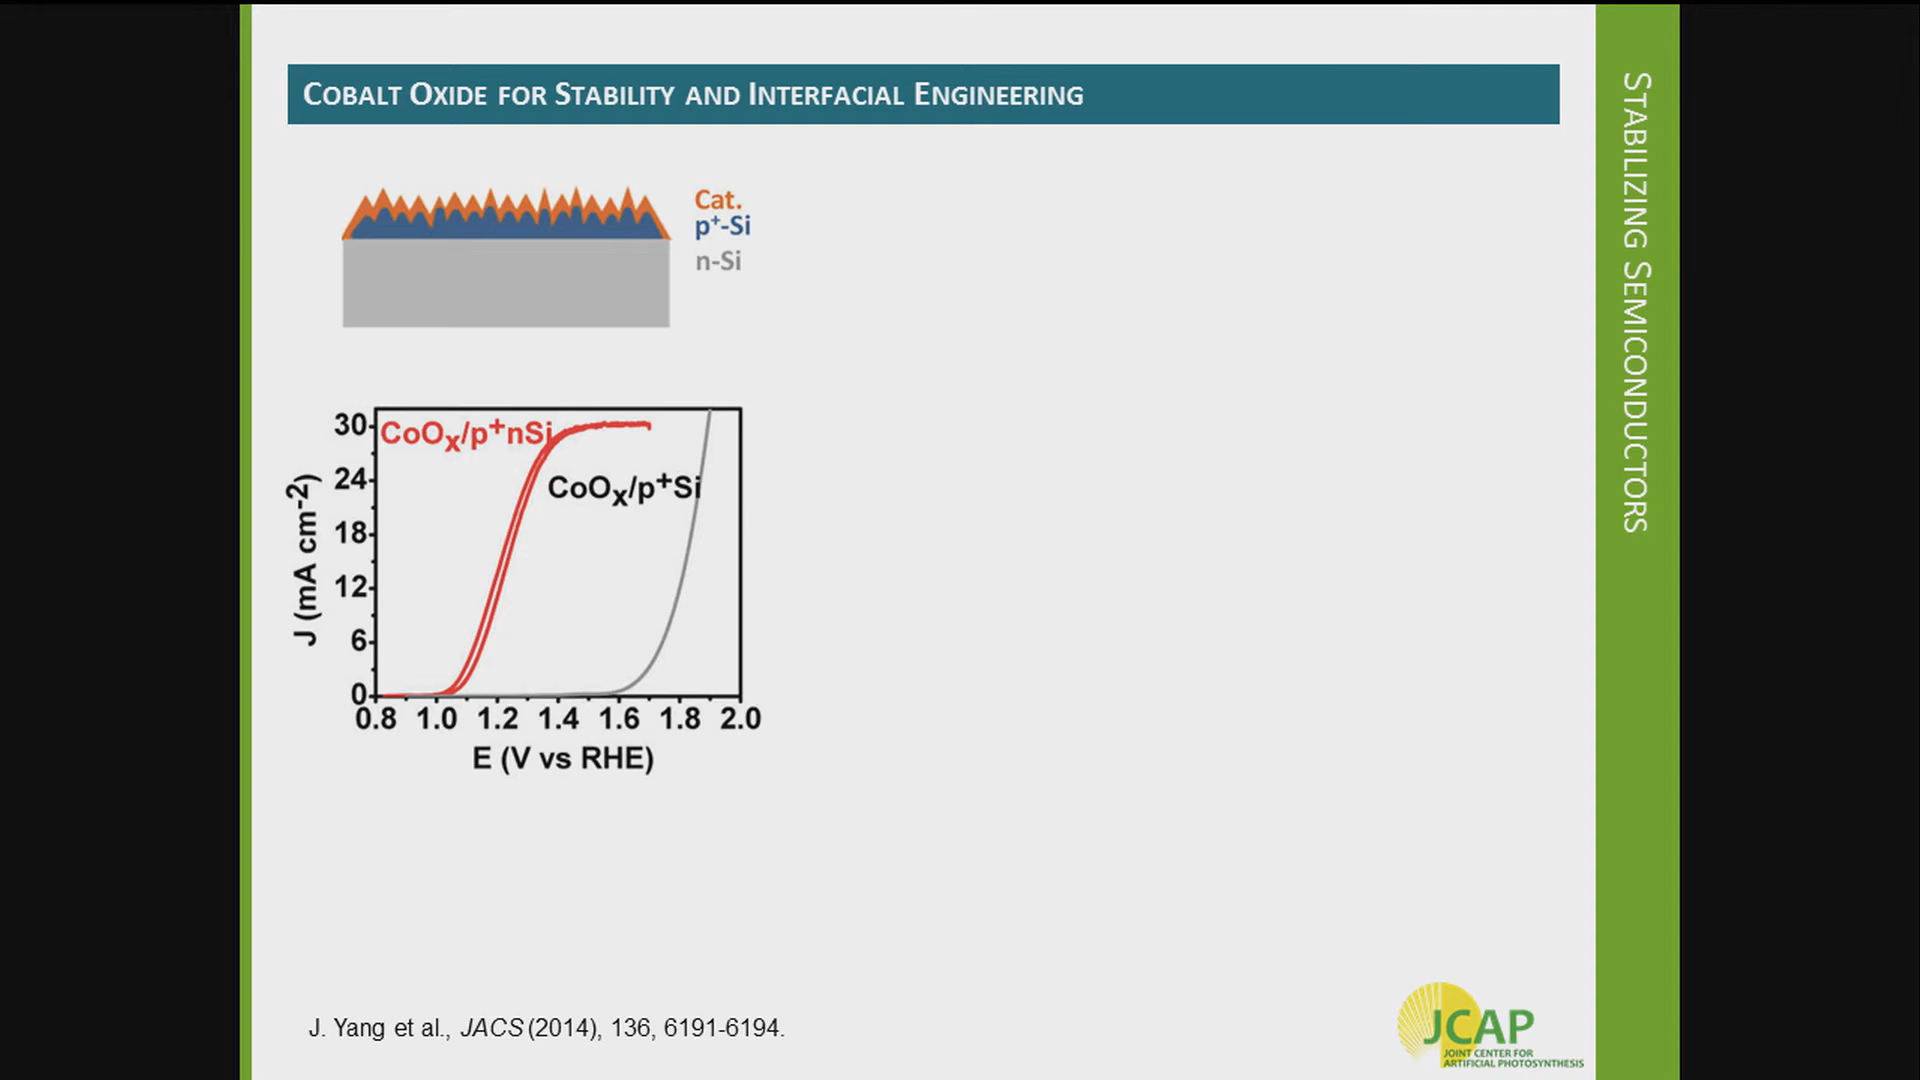 COBALT OXIDE FOR STABILITY AND INTERFACIAL ENGINEERING
STABILIZING SEMICONDUCTORS
Cat.
p⁺-Si
n-Si
CoOₓ/p⁺nSi
CoOₓ/p⁺Si
J (mA cm⁻²)
30
24
18
12
6
0
0.8 1.0 1.2 1.4 1.6 1.8 2.0
E (V vs RHE)
J. Yang et al., JACS (2014), 136, 6191-6194.
JCAP
JOINT CENTER FOR
ARTIFICIAL PHOTOSYNTHESIS